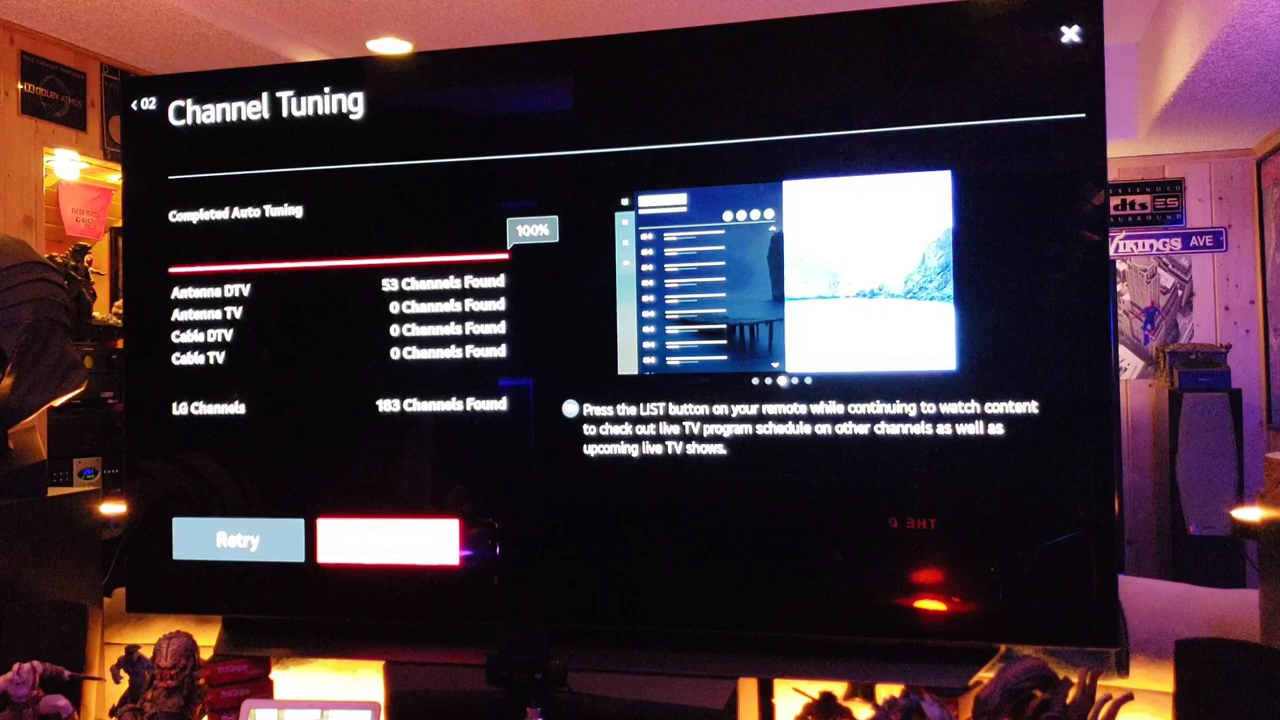 < 02 Channel Tuning
Completed Auto Tuning
100%
Antenna DTV 53 Channels Found
Antenna TV 0 Channels Found
Cable DTV 0 Channels Found
Cable TV 0 Channels Found
LG Channels 183 Channels Found
Press the LIST button on your remote while continuing to watch content
to check out live TV program schedule on other channels as well as
upcoming live TV shows.
Retry
THE D
DOLBY ATMOS
EXTENDED
dts ES
SURROUND
VIKINGS AVE